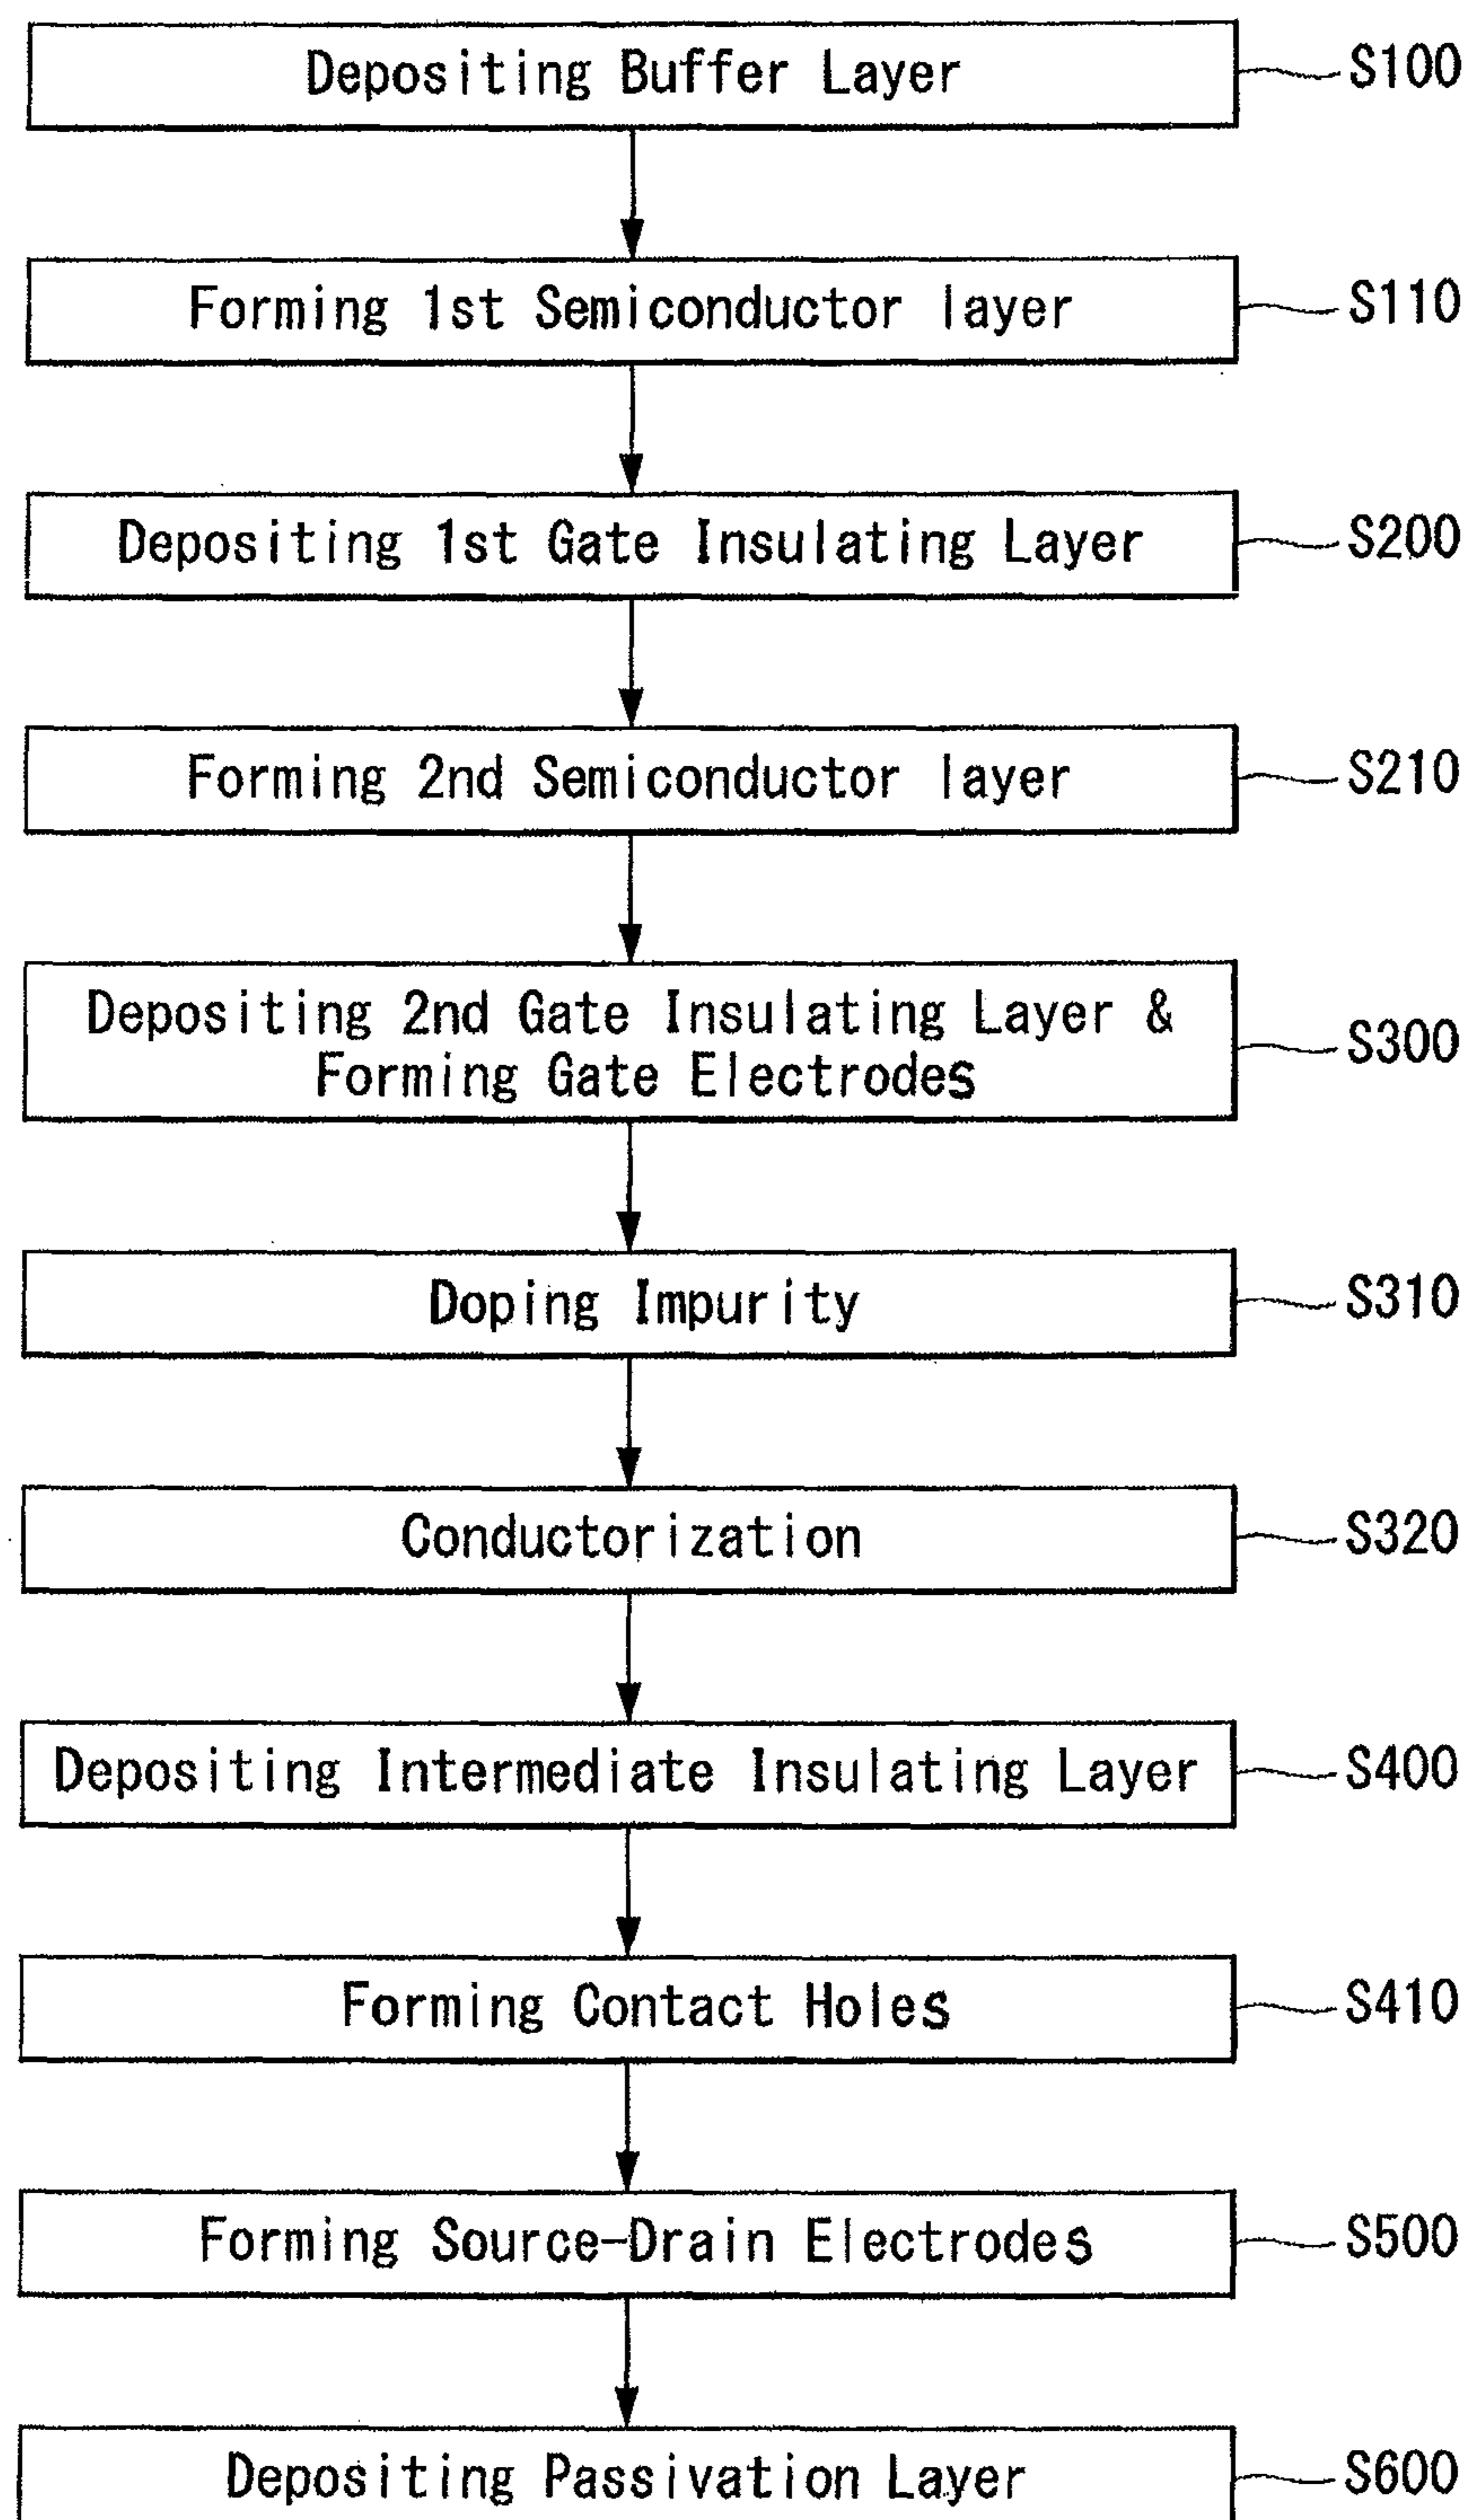 Depositing Buffer Layer S100
Forming 1st Semiconductor layer S110
Depositing 1st Gate Insulating Layer S200
Forming 2nd Semiconductor layer S210
Depositing 2nd Gate Insulating Layer &
Forming Gate Electrodes S300
Doping Impurity S310
Conductorization S320
Depositing Intermediate Insulating Layer S400
Forming Contact Holes S410
Forming Source-Drain Electrodes S500
Depositing Passivation Layer S600